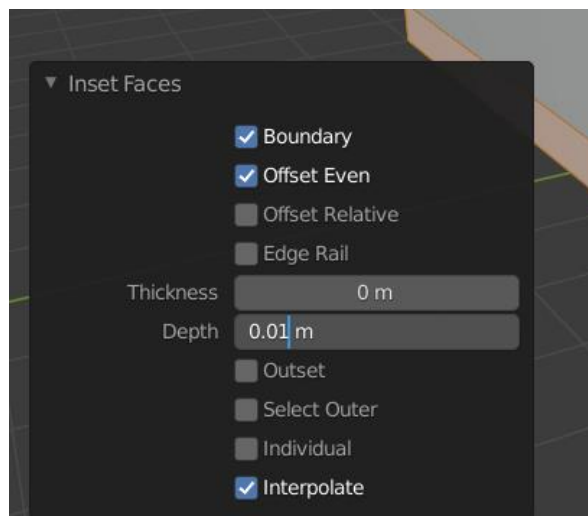 Inset Faces
Boundary
Offset Even
Offset Relative
Edge Rail
Thickness 0 m
Depth 0.01 m
Outset
Select Outer
Individual
Interpolate